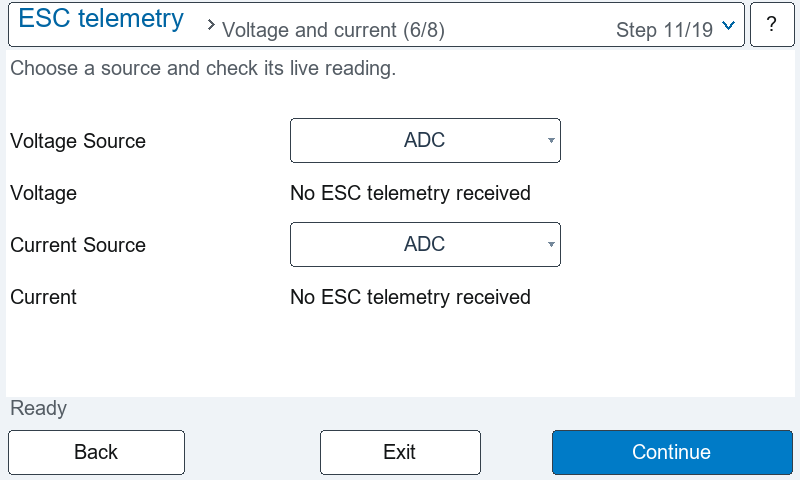 ESC telemetry › Voltage and current (6/8) Step 11/19 ?
Choose a source and check its live reading.
Voltage Source ADC
Voltage No ESC telemetry received
Current Source ADC
Current No ESC telemetry received
Ready
Back Exit Continue